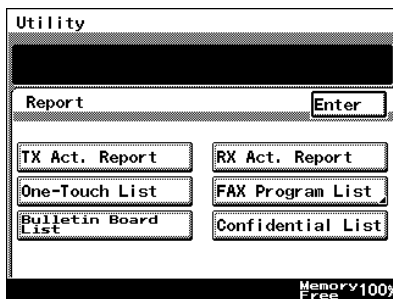 Utility
Report
Enter
TX Act. Report
RX Act. Report
One-Touch List
FAX Program List
Bulletin Board
List
Confidential List
Memory
Free
100%